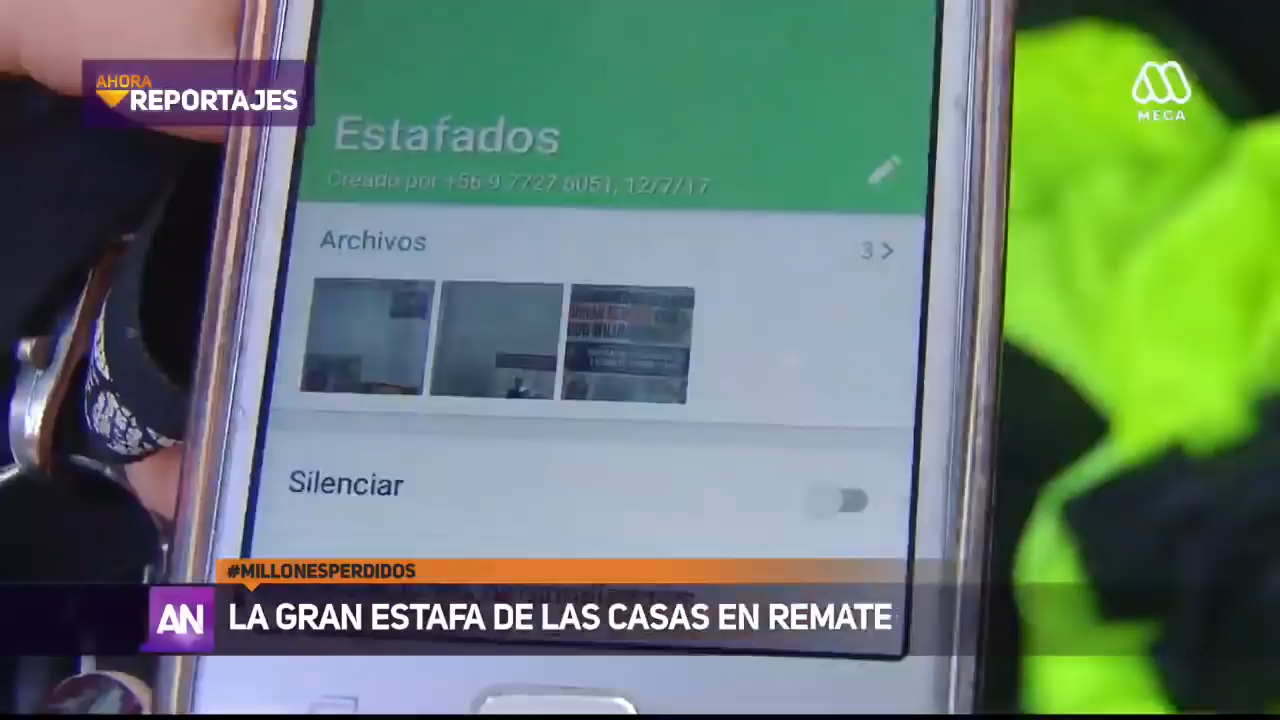 AHORA
REPORTAJES
MEGA
Estafados
Creado por +56 9 7727 6051, 12/7/17
Archivos
3 >
Silenciar
#MILLONESPERDIDOS
AN
LA GRAN ESTAFA DE LAS CASAS EN REMATE